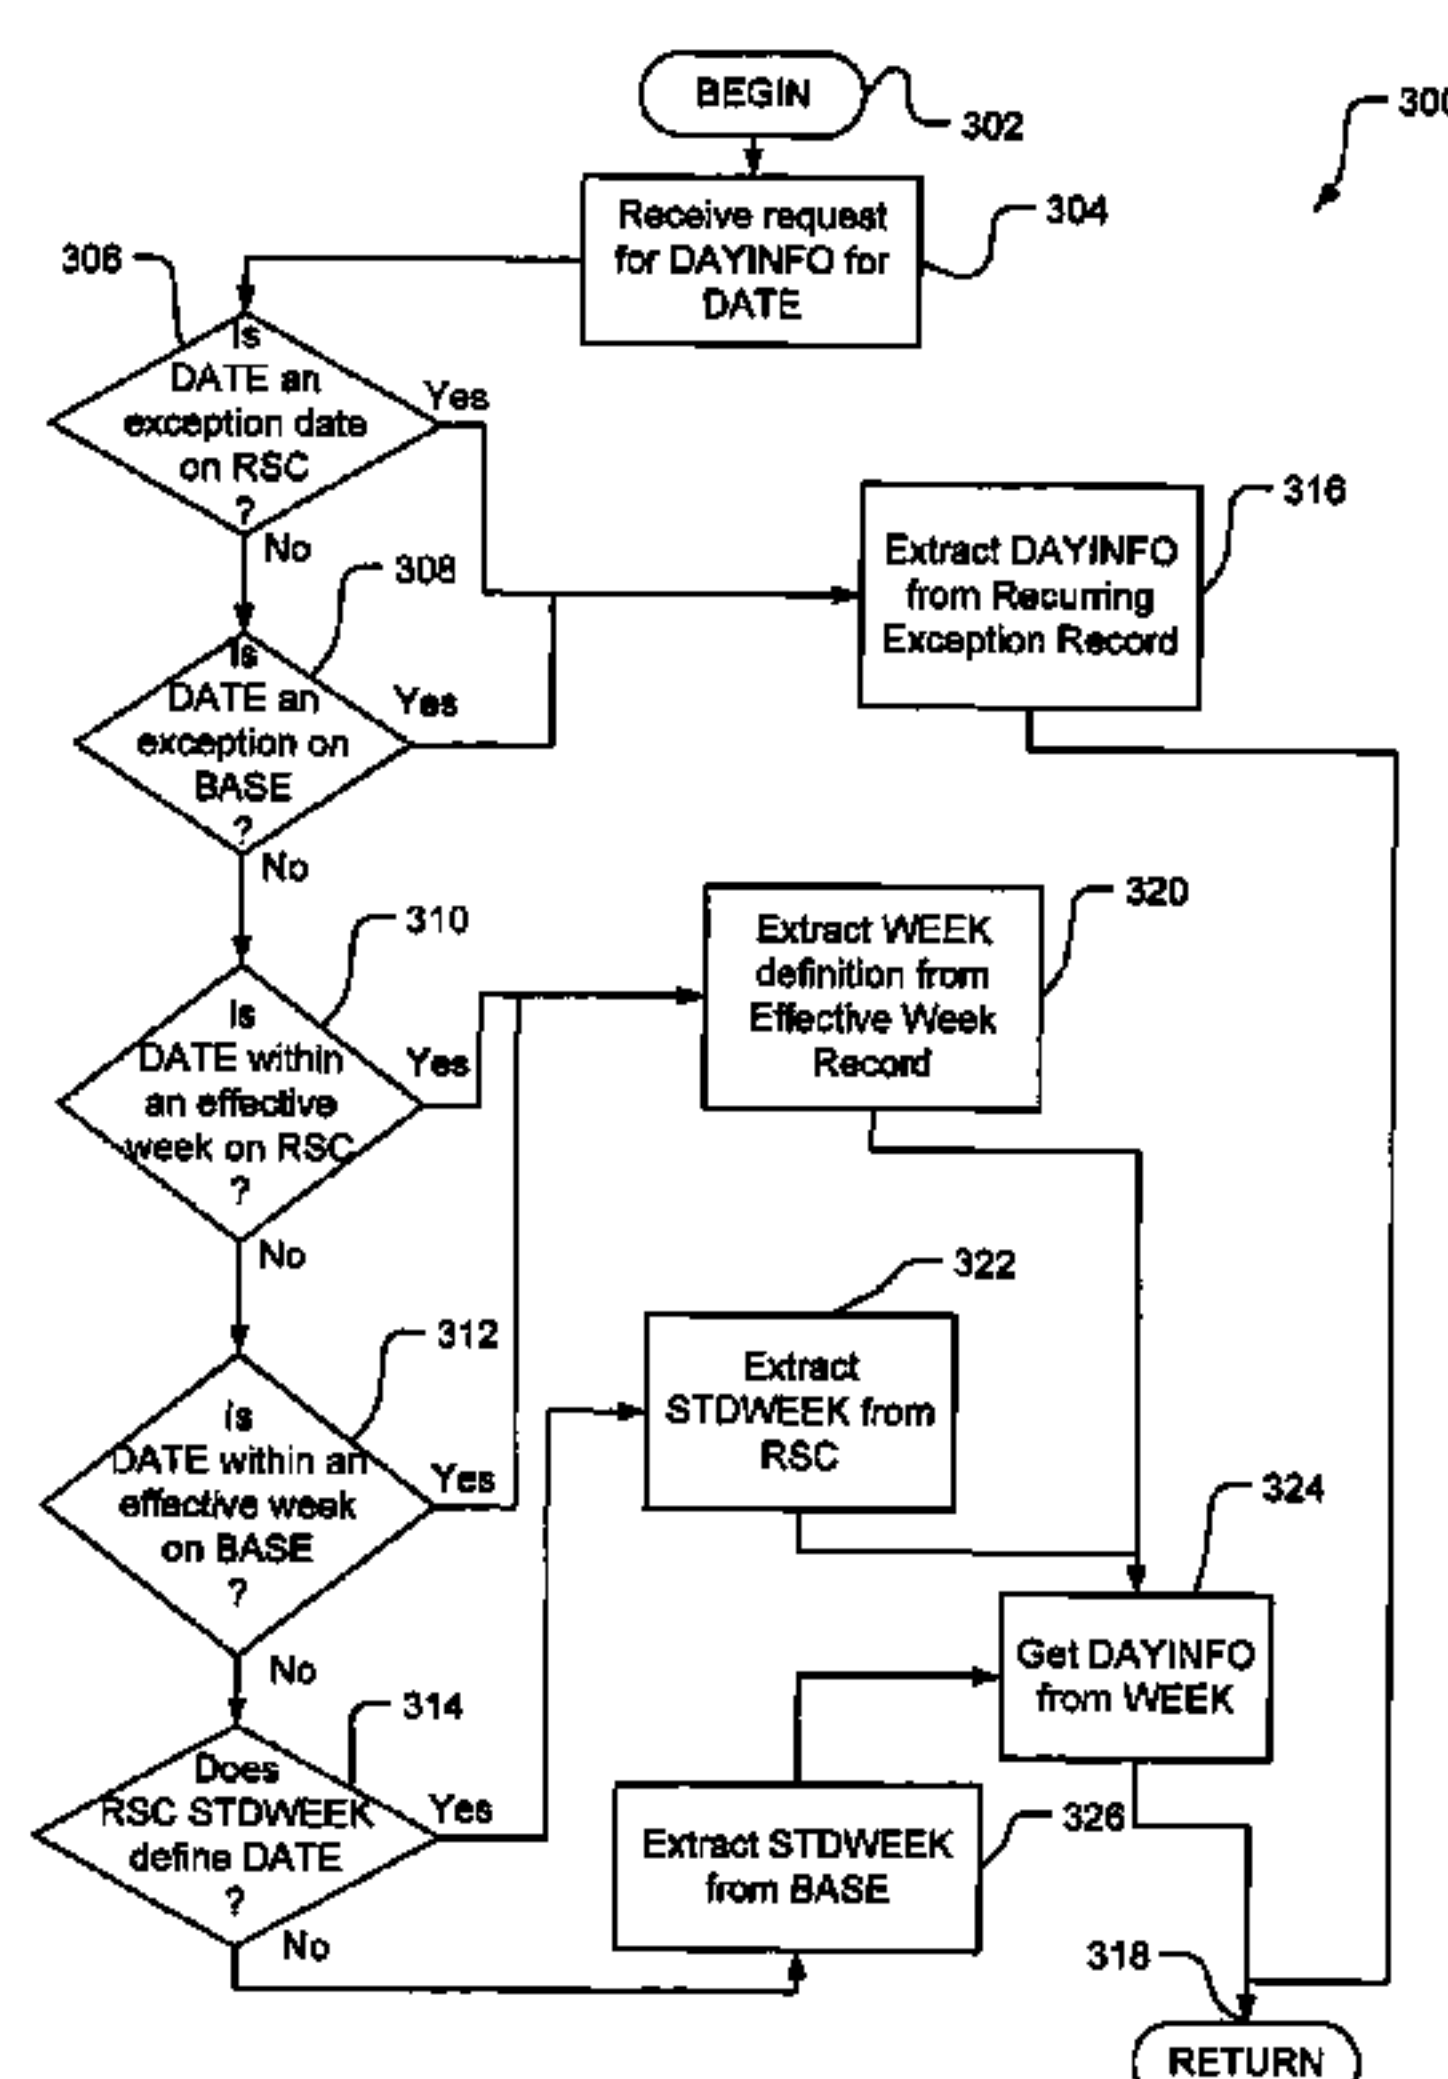 BEGIN
302
300
Receive request
for DAYINFO for
DATE
304
306
Is
DATE an
exception date
on RSC
?
Yes
No
316
Extract DAYINFO
from Recurring
Exception Record
308
Is
DATE an
exception on
BASE
?
Yes
No
310
Is
DATE within
an effective
week on RSC
?
Yes
No
320
Extract WEEK
definition from
Effective Week
Record
312
Is
DATE within an
effective week
on BASE
?
Yes
No
322
Extract
STDWEEK from
RSC
324
Get DAYINFO
from WEEK
314
Does
RSC STDWEEK
define DATE
?
Yes
No
326
Extract STDWEEK
from BASE
318
RETURN